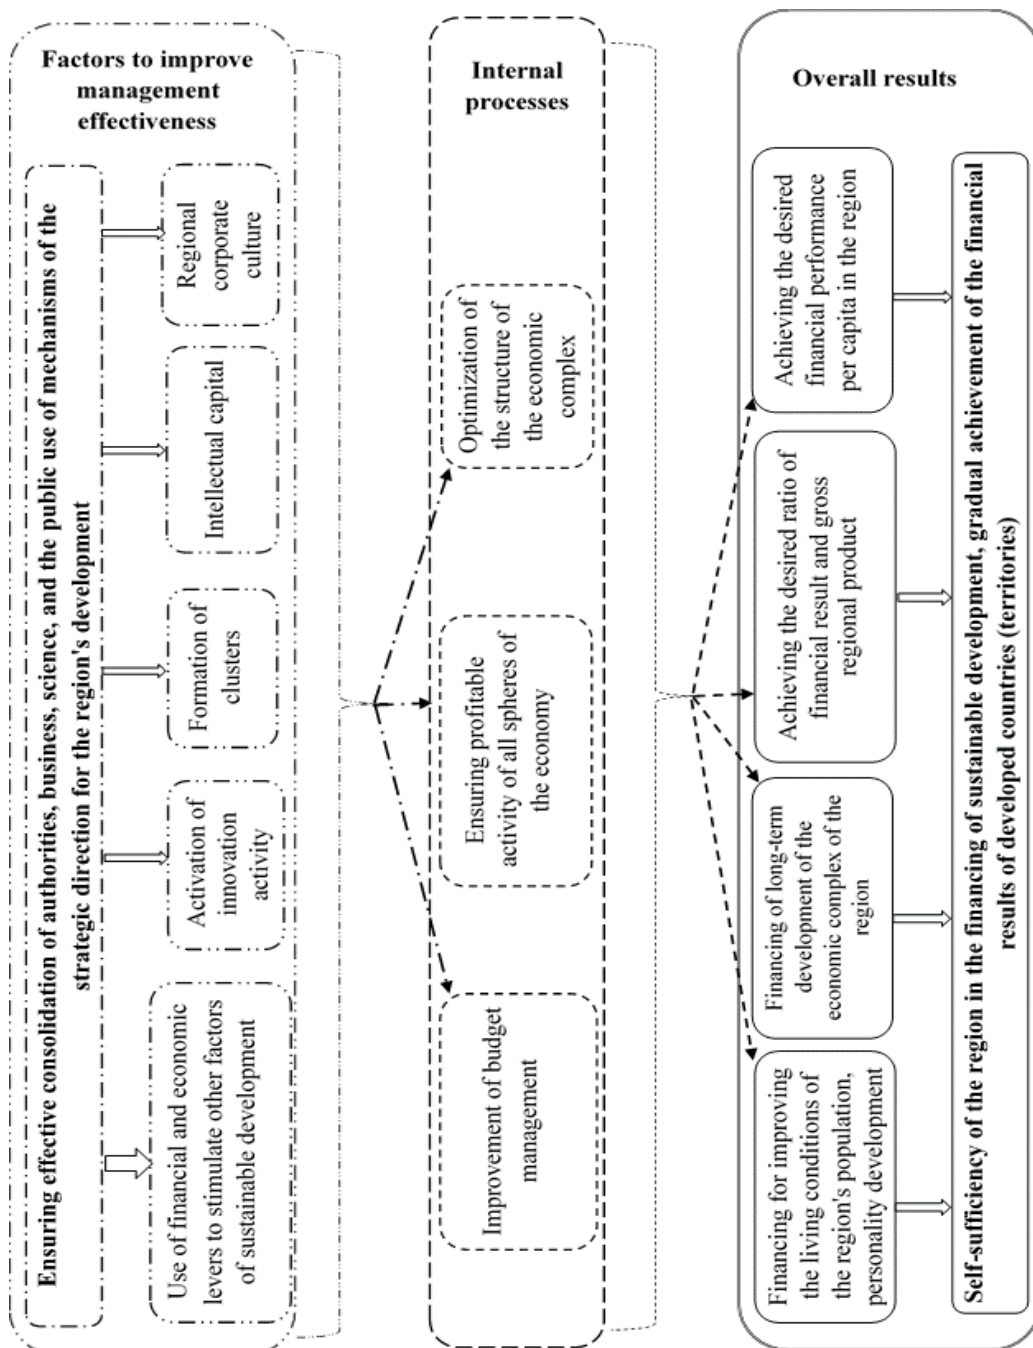 Factors to improve
management
effectiveness
Ensuring effective consolidation of authorities, business, science, and the public use of mechanisms of the
strategic direction for the region's development
Use of financial and economic
levers to stimulate other factors
of sustainable development
Activation of
innovation
activity
Formation of
clusters
Intellectual capital
Regional
corporate
culture
Internal
processes
Improvement of budget
management
Ensuring profitable
activity of all spheres of
the economy
Optimization of
the structure of
the economic
complex
Overall results
Financing for improving
the living conditions of
the region's population,
personality development
Financing of long-term
development of the
economic complex of the
region
Achieving the desired ratio of
financial result and gross
regional product
Achieving the desired
financial performance
per capita in the region
Self-sufficiency of the region in the financing of sustainable development, gradual achievement of the financial
results of developed countries (territories)